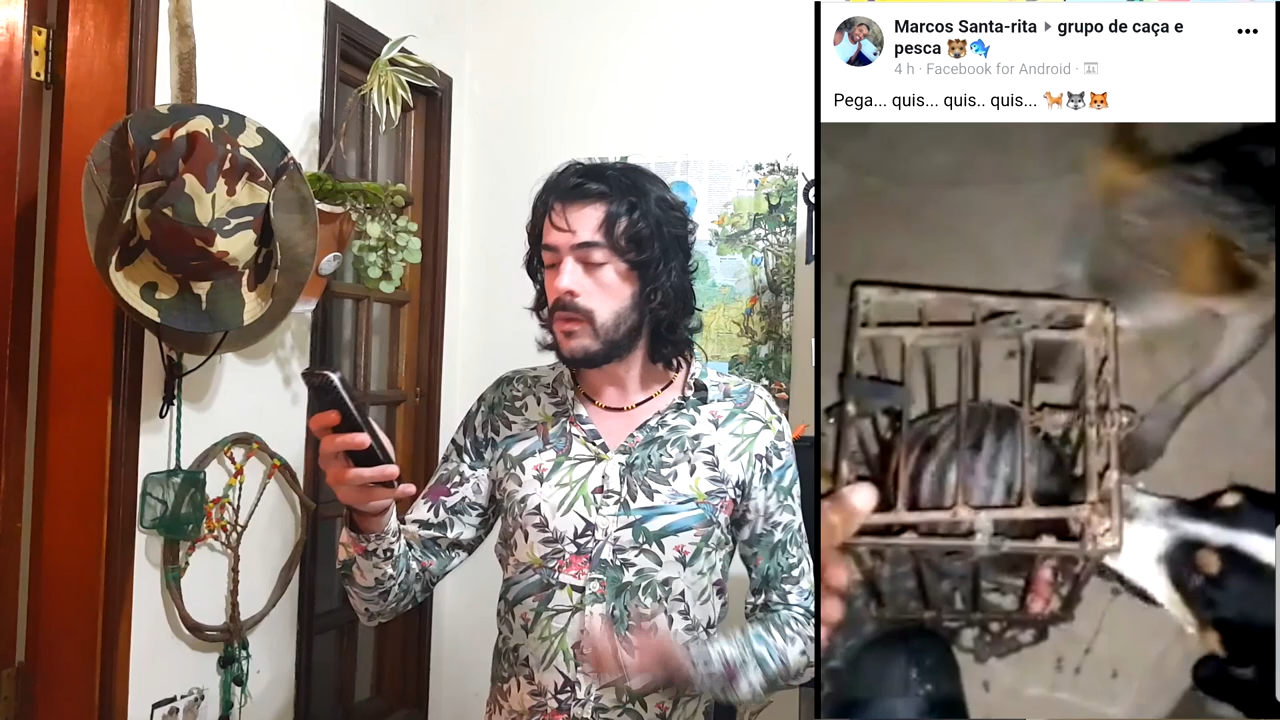 Marcos Santa-rita ▸ grupo de caça e
pesca 🐹🐟
4 h · Facebook for Android ·
Pega... quis... quis.. quis... 🐕🐺🦊